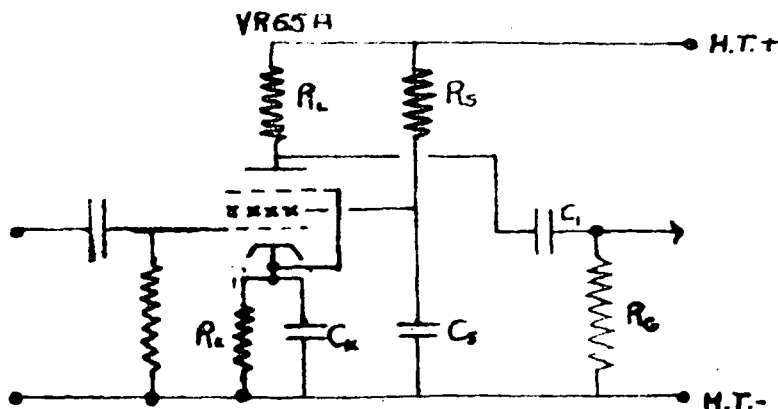 VR65A
H.T.+
RL
RS
C1
RK
CK
CS
RG
H.T.-